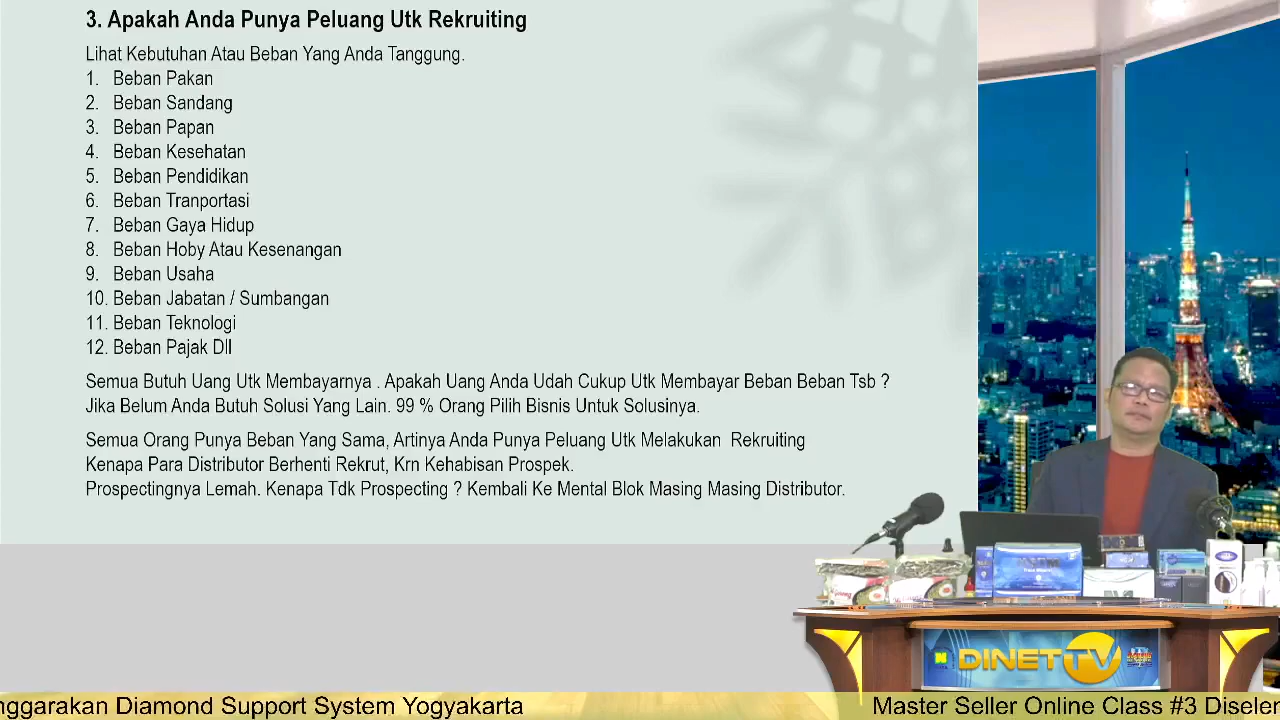 3. Apakah Anda Punya Peluang Utk Rekruiting
Lihat Kebutuhan Atau Beban Yang Anda Tanggung.
1. Beban Pakan
2. Beban Sandang
3. Beban Papan
4. Beban Kesehatan
5. Beban Pendidikan
6. Beban Tranportasi
7. Beban Gaya Hidup
8. Beban Hoby Atau Kesenangan
9. Beban Usaha
10. Beban Jabatan / Sumbangan
11. Beban Teknologi
12. Beban Pajak Dll
Semua Butuh Uang Utk Membayarnya . Apakah Uang Anda Udah Cukup Utk Membayar Beban Beban Tsb ?
Jika Belum Anda Butuh Solusi Yang Lain. 99 % Orang Pilih Bisnis Untuk Solusinya.
Semua Orang Punya Beban Yang Sama, Artinya Anda Punya Peluang Utk Melakukan Rekruiting
Kenapa Para Distributor Berhenti Rekrut, Krn Kehabisan Prospek.
Prospectingnya Lemah. Kenapa Tdk Prospecting ? Kembali Ke Mental Blok Masing Masing Distributor.
DINET TV
nggarakan Diamond Support System Yogyakarta
Master Seller Online Class #3 Diselen